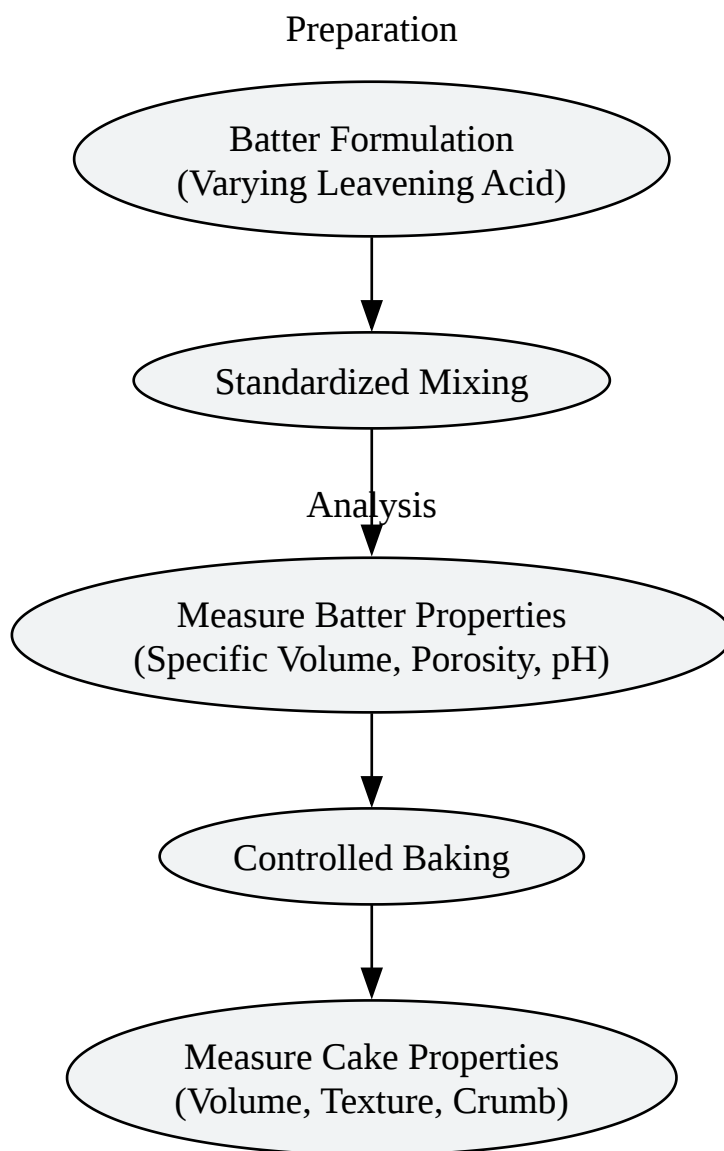 Preparation
Batter Formulation
(Varying Leavening Acid)
Standardized Mixing
Analysis
Measure Batter Properties
(Specific Volume, Porosity, pH)
Controlled Baking
Measure Cake Properties
(Volume, Texture, Crumb)